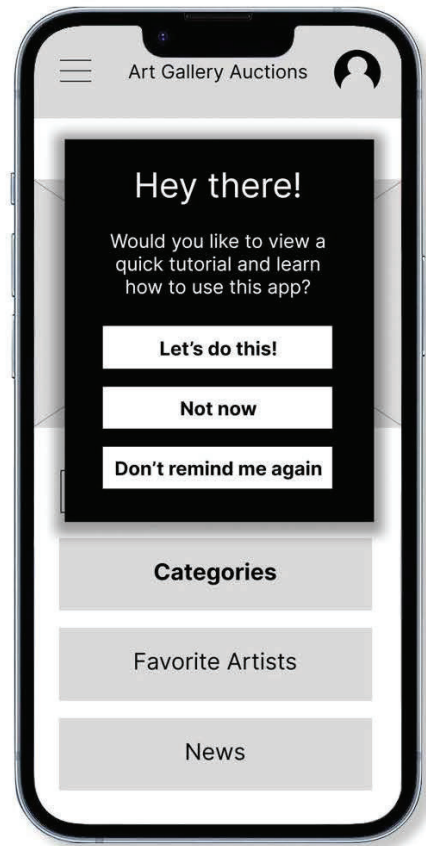 Art Gallery Auctions
Hey there!
Would you like to view a
quick tutorial and learn
how to use this app?
Let’s do this!
Not now
Don’t remind me again
Categories
Favorite Artists
News